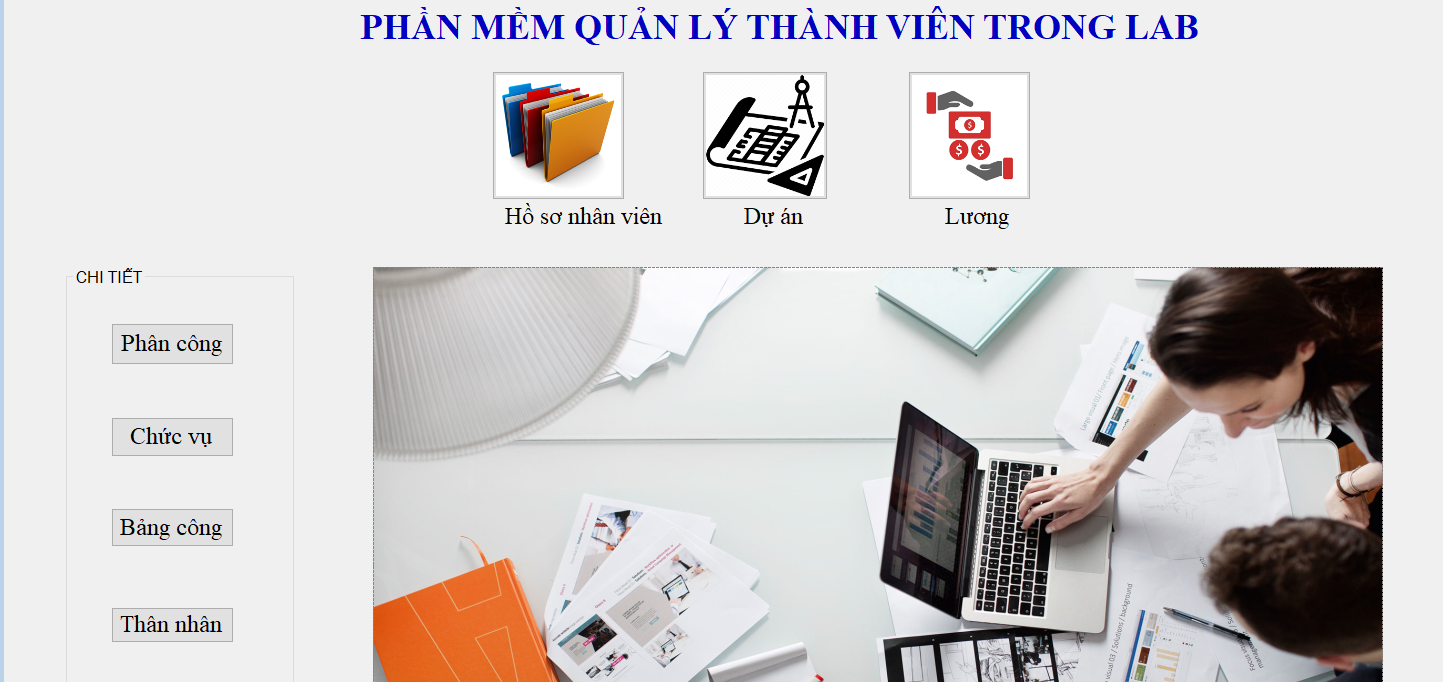 PHẦN MỀM QUẢN LÝ THÀNH VIÊN TRONG LAB
Hồ sơ nhân viên
Dự án
Lương
CHI TIẾT
Phân công
Chức vụ
Bảng công
Thân nhân